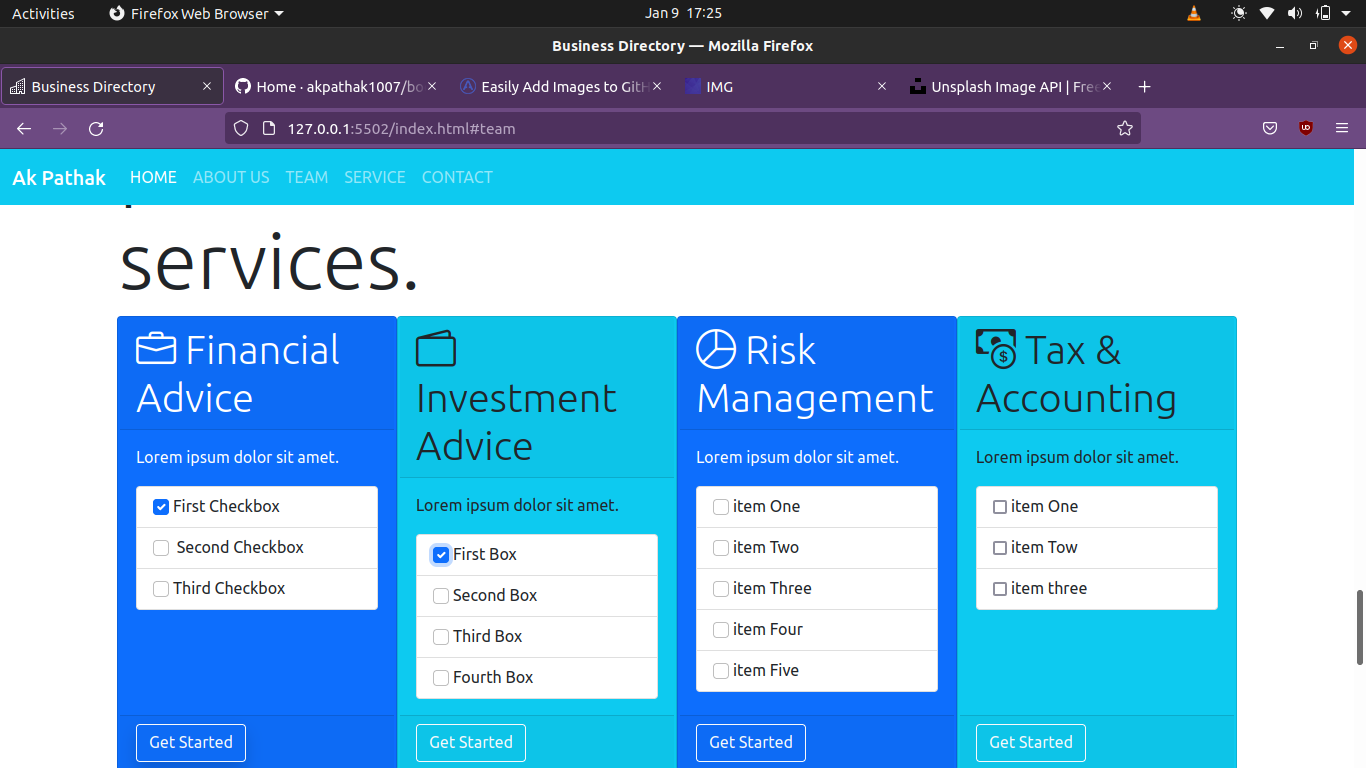 Activities Firefox Web Browser Jan 9 17:25
Business Directory — Mozilla Firefox
Business Directory Home · akpathak1007/bo Easily Add Images to GitH IMG Unsplash Image API | Free
127.0.0.1:5502/index.html#team
Ak Pathak HOME ABOUT US TEAM SERVICE CONTACT
services.
Financial
Advice
Lorem ipsum dolor sit amet.
First Checkbox
Second Checkbox
Third Checkbox
Get Started
Investment
Advice
Lorem ipsum dolor sit amet.
First Box
Second Box
Third Box
Fourth Box
Get Started
Risk
Management
Lorem ipsum dolor sit amet.
item One
item Two
item Three
item Four
item Five
Get Started
Tax &
Accounting
Lorem ipsum dolor sit amet.
item One
item Tow
item three
Get Started